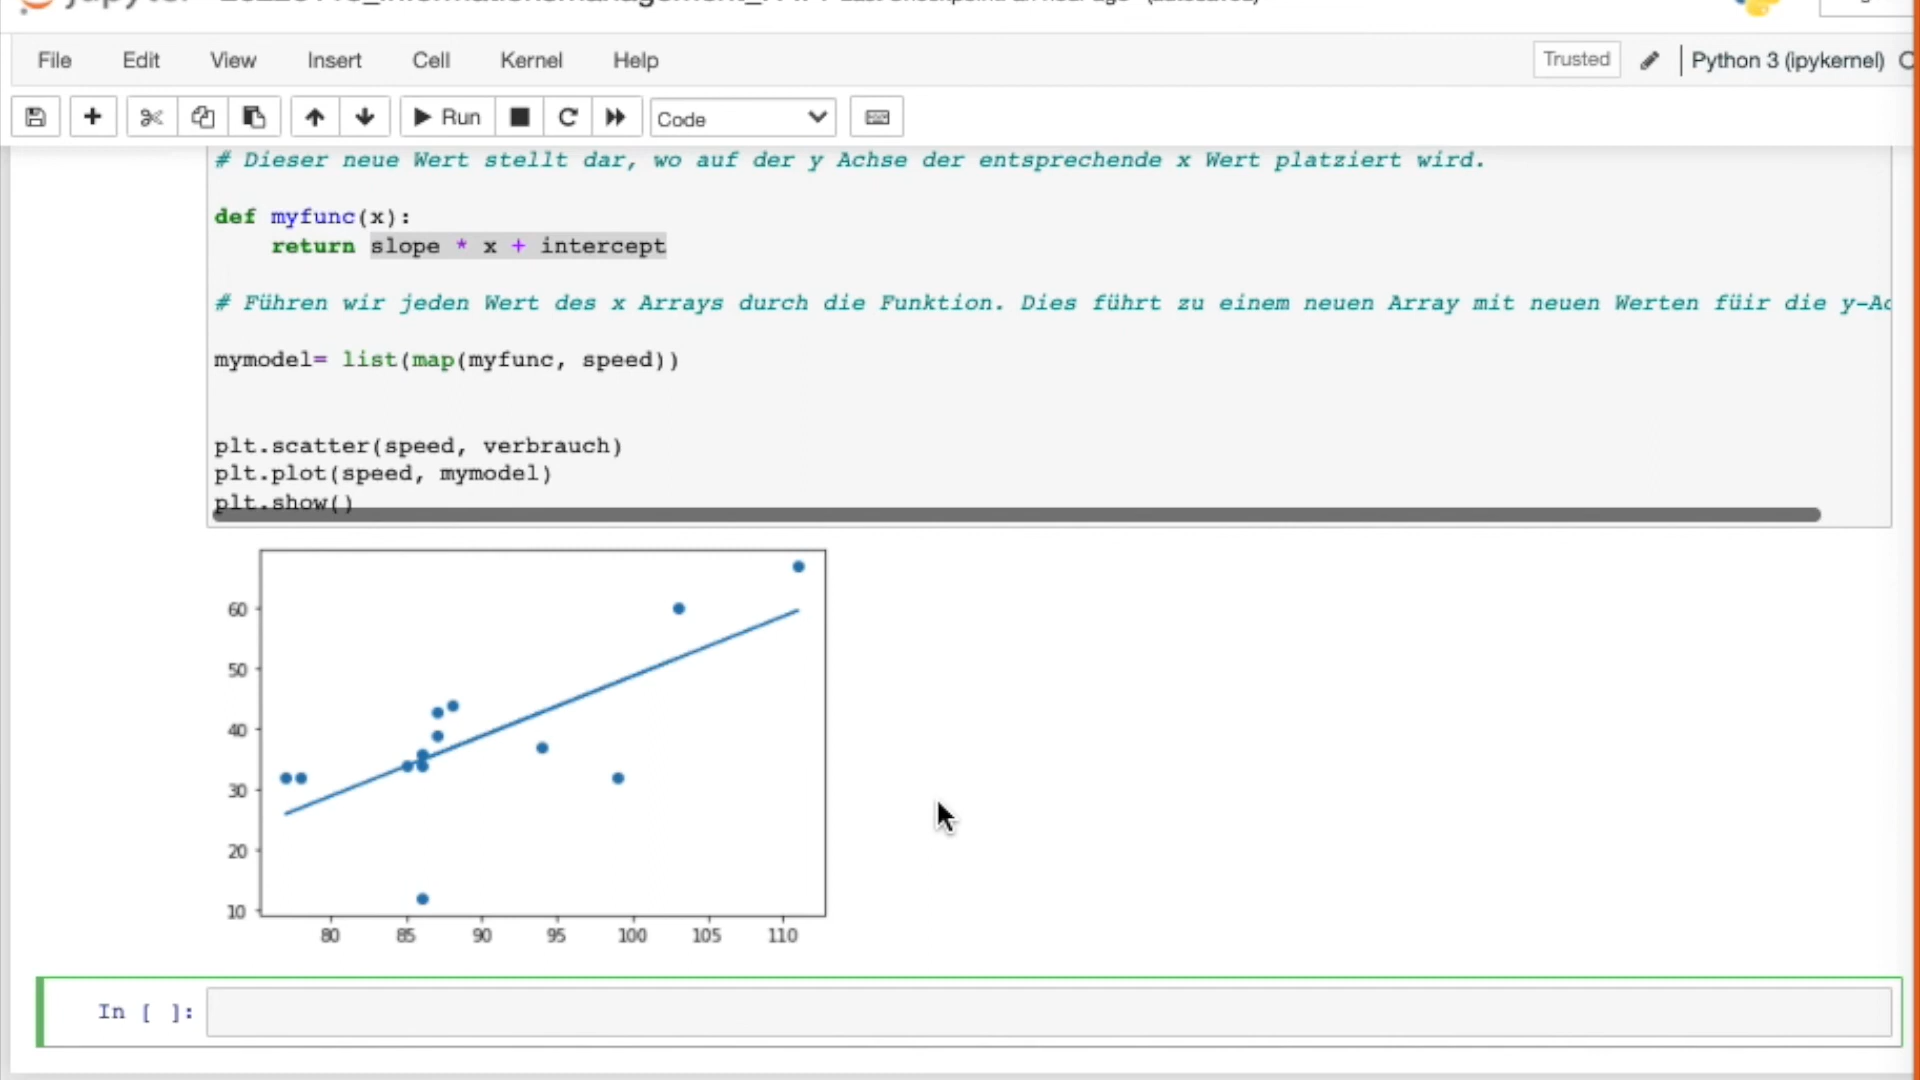 File Edit View Insert Cell Kernel Help Trusted Python 3 (ipykernel)
Run Code
# Dieser neue Wert stellt dar, wo auf der y Achse der entsprechende x Wert platziert wird.
def myfunc(x):
return slope * x + intercept
# Führen wir jeden Wert des x Arrays durch die Funktion. Dies führt zu einem neuen Array mit neuen Werten füir die y-Ac
mymodel= list(map(myfunc, speed))
plt.scatter(speed, verbrauch)
plt.plot(speed, mymodel)
plt.show()
60
50
40
30
20
10
80 85 90 95 100 105 110
In [ ]: